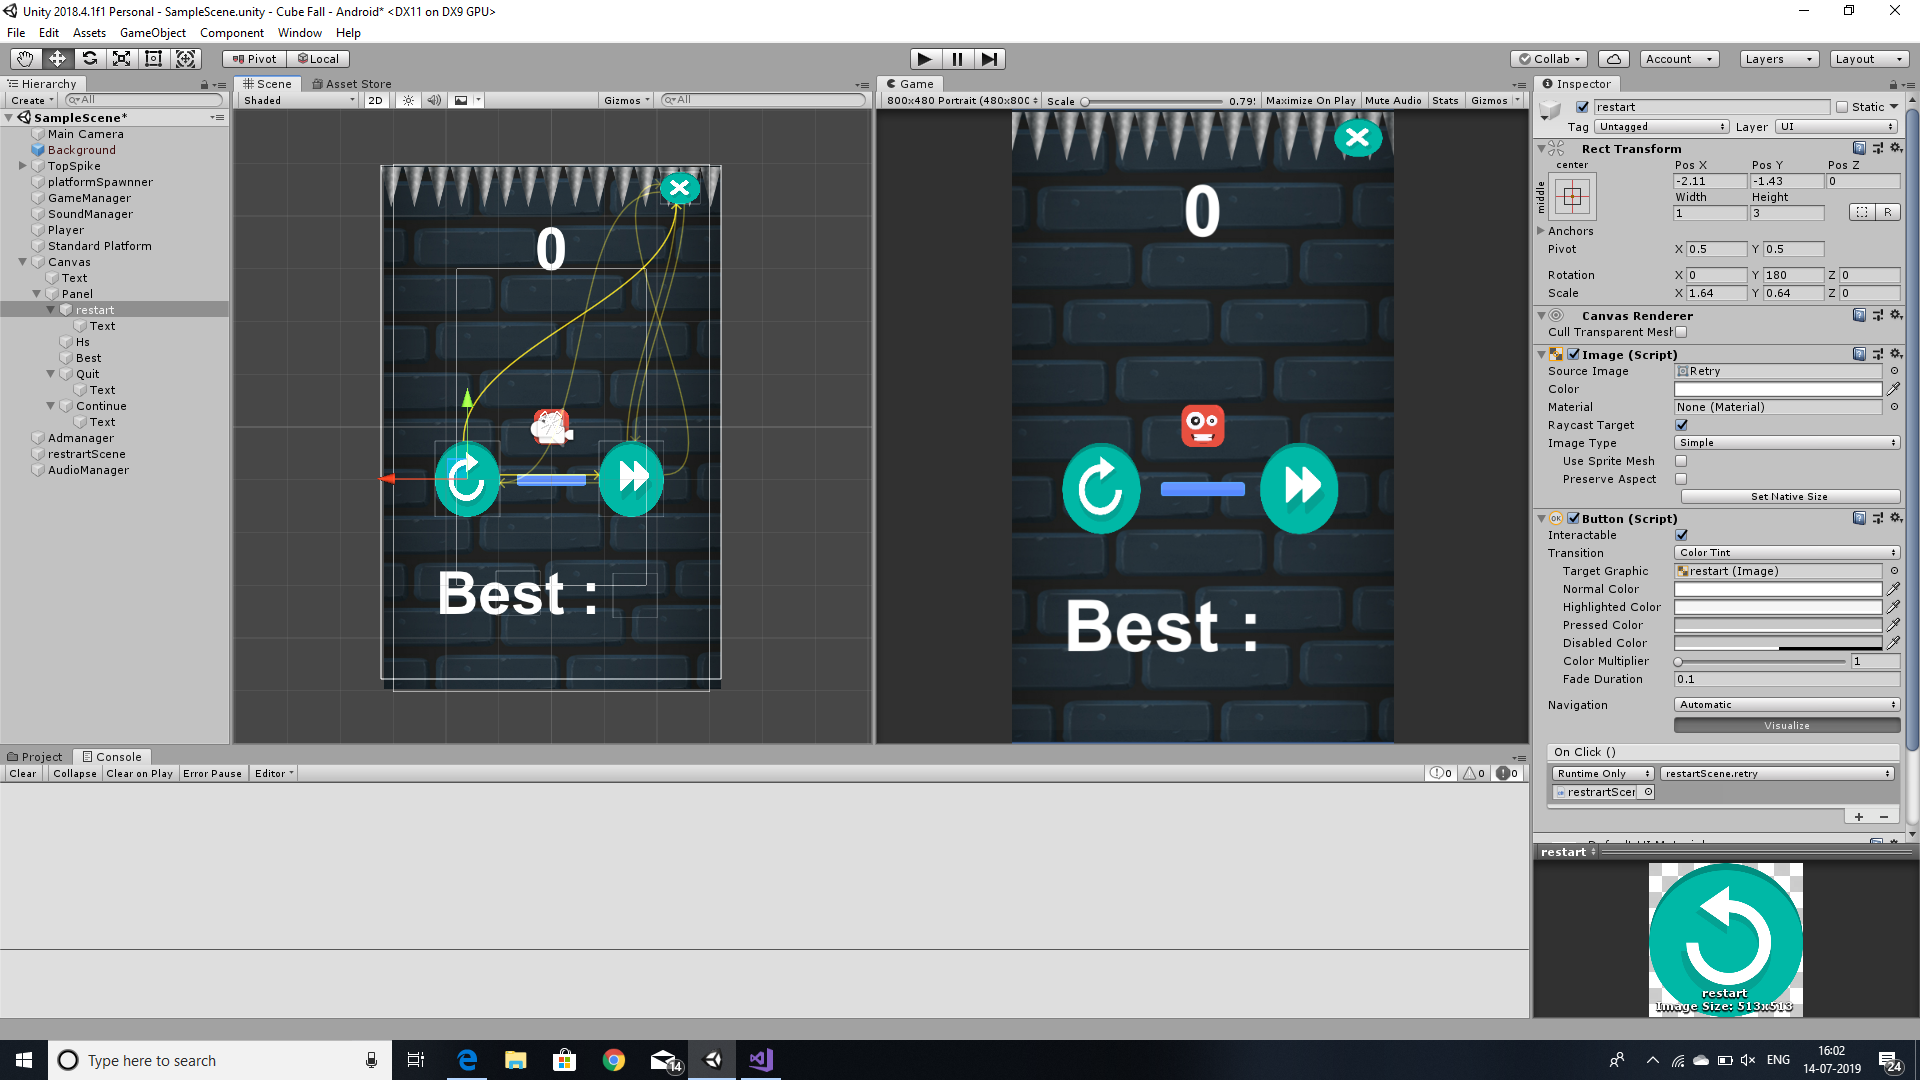 Unity 2018.4.1f1 Personal - SampleScene.unity - Cube Fall - Android* <DX11 on DX9 GPU>
File Edit Assets GameObject Component Window Help
Pivot Local Collab Account Layers Layout
Hierarchy
Create All
SampleScene*
Main Camera
Background
TopSpike
platformSpawnner
GameManager
SoundManager
Player
Standard Platform
Canvas
Text
Panel
restart
Text
Hs
Best
Quit
Text
Continue
Text
Admanager
restrartScene
AudioManager
Scene Asset Store
Shaded 2D Gizmos All
0
Best :
Game
800x480 Portrait (480x80( Scale 0.79 Maximize On Play Mute Audio Stats Gizmos
0
Best :
Inspector
restart Static
Tag Untagged Layer UI
Rect Transform
center Pos X Pos Y Pos Z
middle -2.11 -1.43 0
Width Height
1 3
R
Anchors
Pivot X 0.5 Y 0.5
Rotation X 0 Y 180 Z 0
Scale X 1.64 Y 0.64 Z 0
Canvas Renderer
Cull Transparent Mesh
Image (Script)
Source Image Retry
Color
Material None (Material)
Raycast Target
Image Type Simple
Use Sprite Mesh
Preserve Aspect
Set Native Size
Button (Script)
Interactable
Transition Color Tint
Target Graphic restart (Image)
Normal Color
Highlighted Color
Pressed Color
Disabled Color
Color Multiplier 1
Fade Duration 0.1
Navigation Automatic
Visualize
On Click ()
Runtime Only restartScene.retry
restrartScer
restart
restart
Image Size: 513x513
Project Console
Clear Collapse Clear on Play Error Pause Editor 0 0 0
Type here to search
14
ENG
16:02
14-07-2019
24